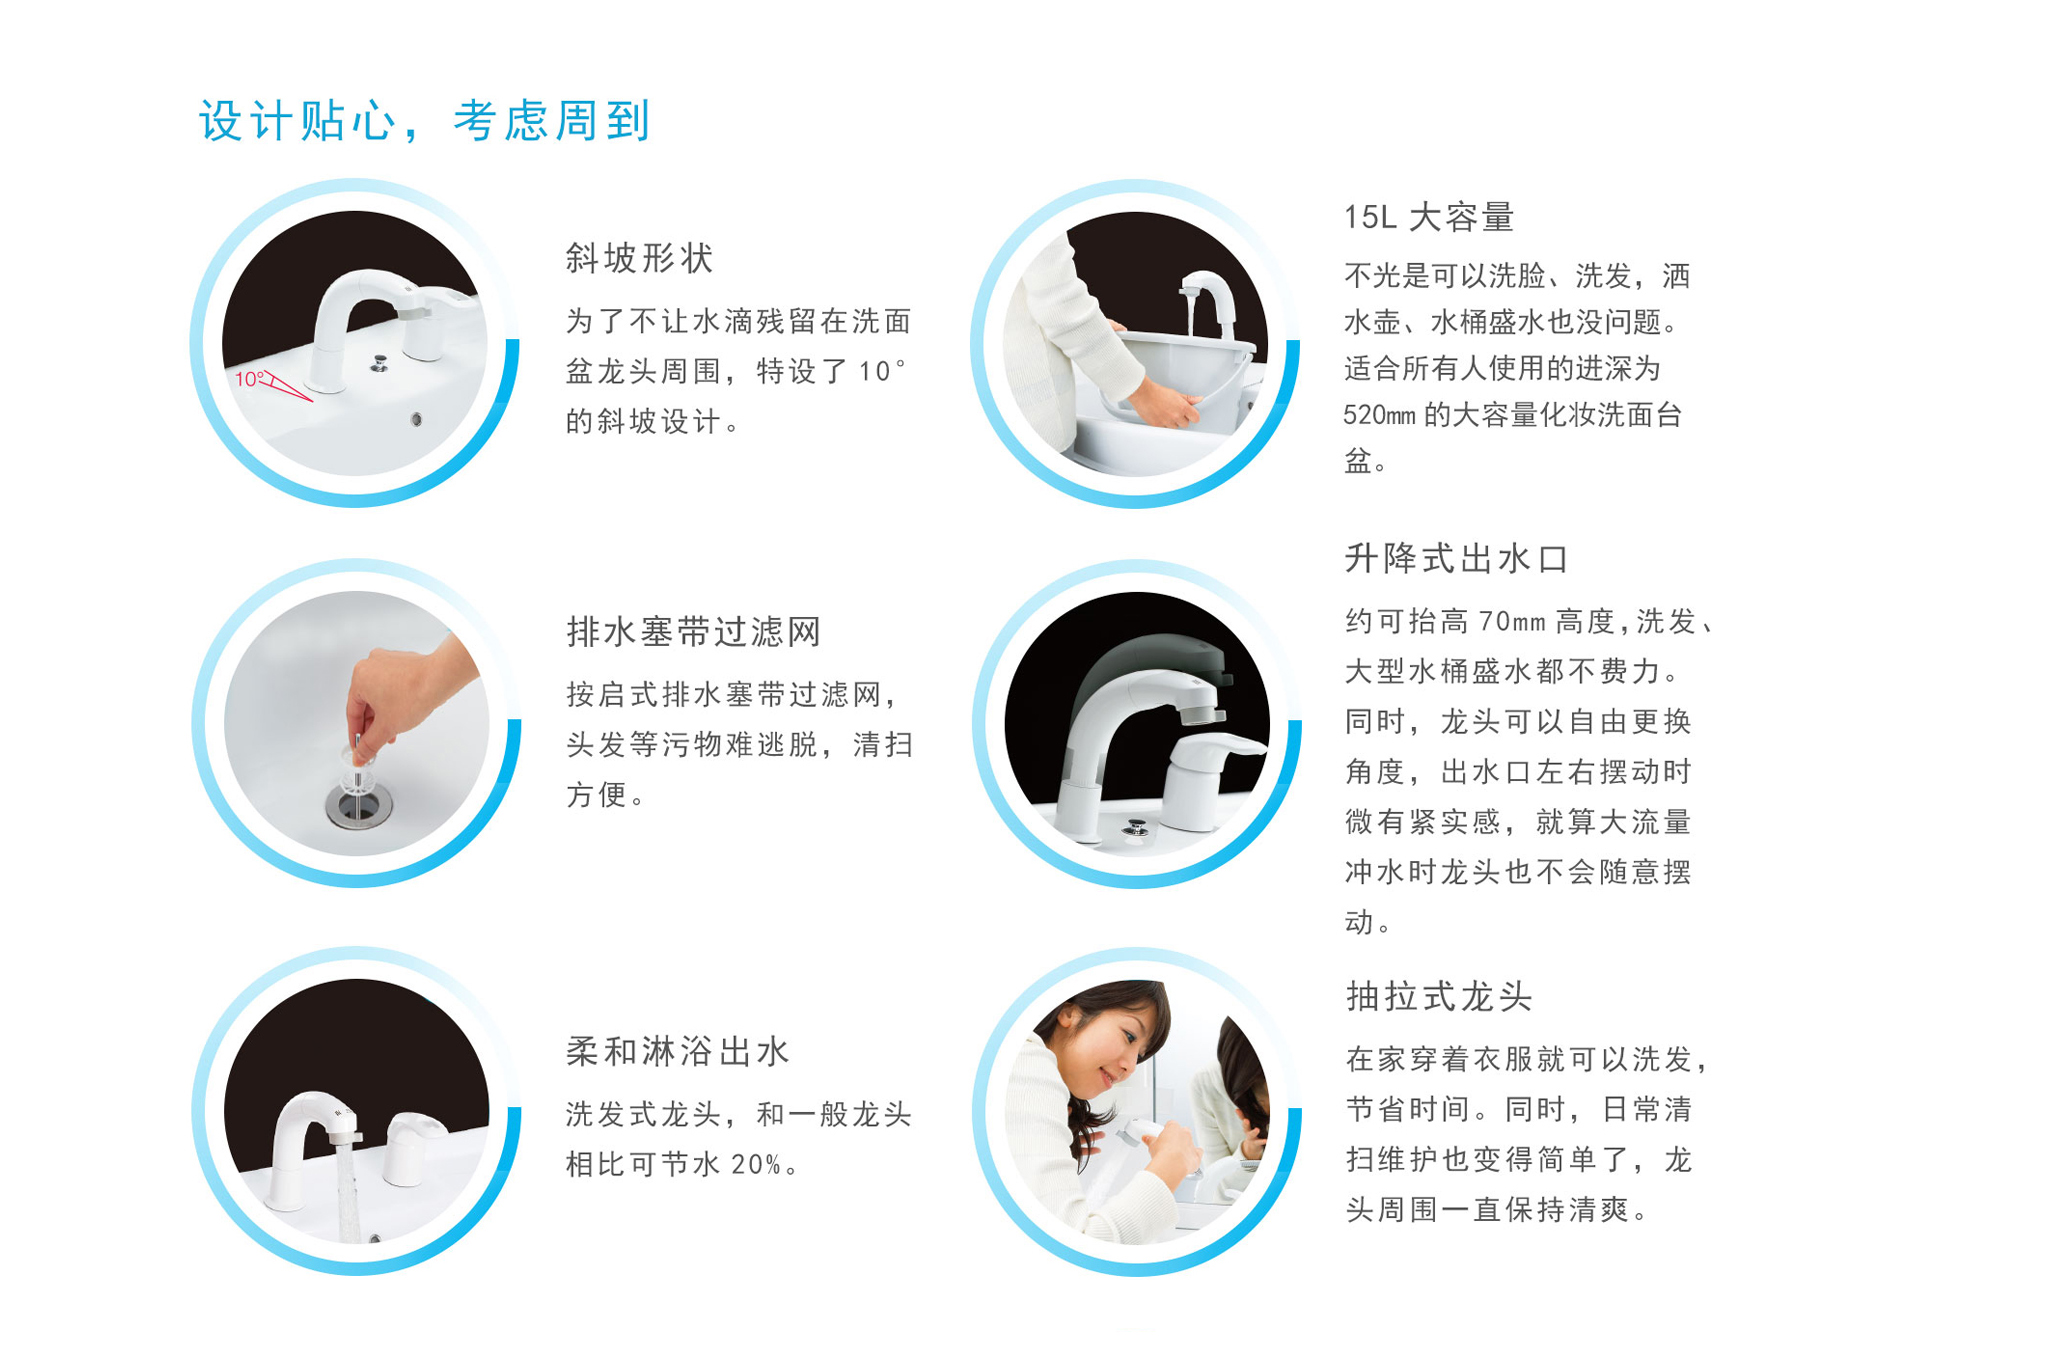 设计贴心，考虑周到
斜坡形状
为了不让水滴残留在洗面
盆龙头周围，特设了 10°
的斜坡设计。
10°
排水塞带过滤网
按启式排水塞带过滤网，
头发等污物难逃脱，清扫
方便。
柔和淋浴出水
洗发式龙头，和一般龙头
相比可节水 20%。
15L 大容量
不光是可以洗脸、洗发，洒
水壶、水桶盛水也没问题。
适合所有人使用的进深为
520mm 的大容量化妆洗面台
盆。
升降式出水口
约可抬高 70mm 高度,洗发、
大型水桶盛水都不费力。
同时，龙头可以自由更换
角度，出水口左右摆动时
微有紧实感，就算大流量
冲水时龙头也不会随意摆
动。
抽拉式龙头
在家穿着衣服就可以洗发，
节省时间。同时，日常清
扫维护也变得简单了，龙
头周围一直保持清爽。